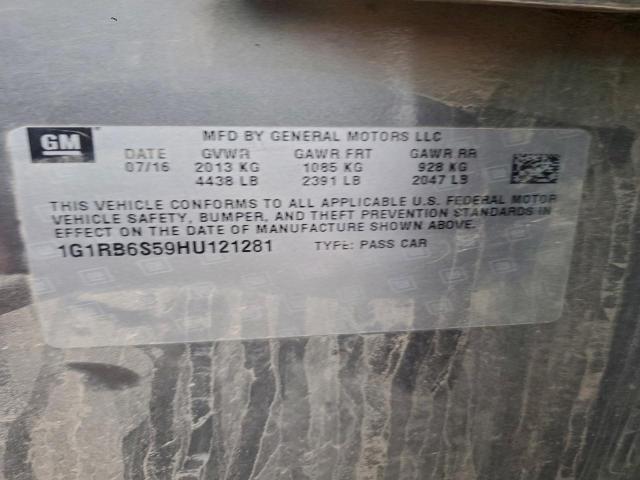 GM
MFD BY GENERAL MOTORS LLC
DATE GVWR GAWR FRT GAWR RR
07/16 2013 KG 1085 KG 928 KG
4438 LB 2391 LB 2047 LB
THIS VEHICLE CONFORMS TO ALL APPLICABLE U.S. FEDERAL MOTOR
VEHICLE SAFETY, BUMPER, AND THEFT PREVENTION STANDARDS IN
EFFECT ON THE DATE OF MANUFACTURE SHOWN ABOVE.
1G1RB6S59HU121281 TYPE: PASS CAR